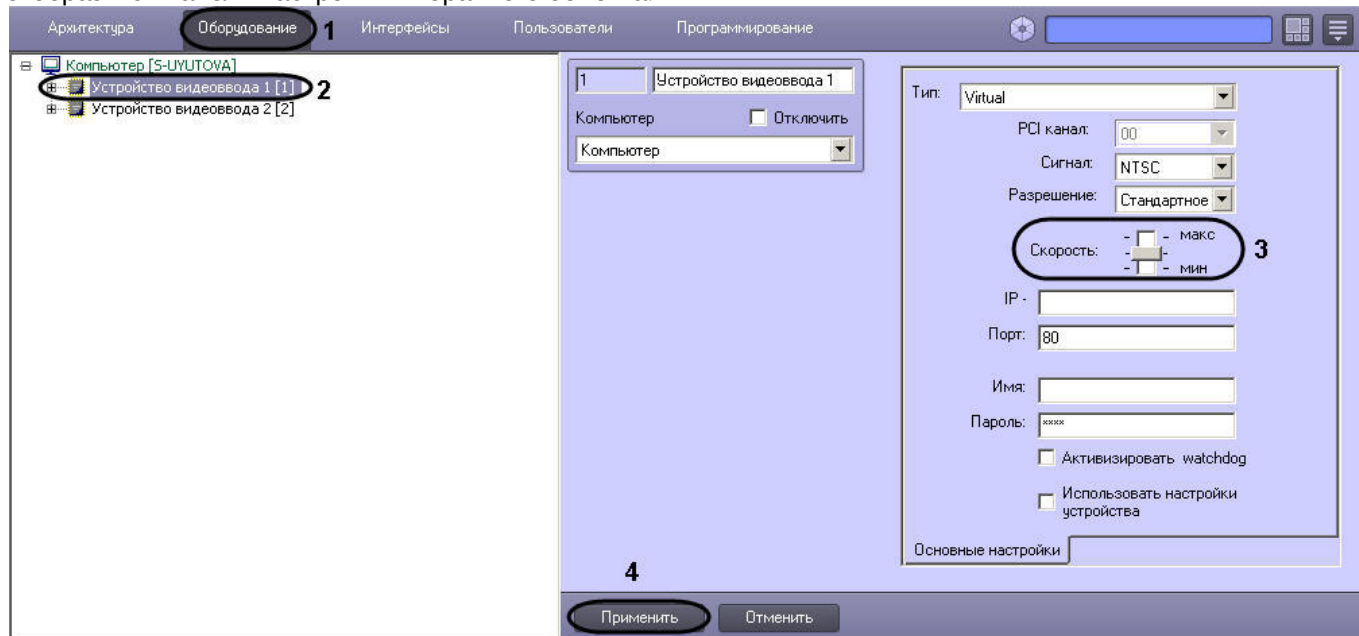 Архитектура Оборудование 1 Интерфейсы Пользователи Программирование
Компьютер [S-UYUTOVA]
Устройство видеоввода 1 [1] 2
Устройство видеоввода 2 [2]
1 Устройство видеоввода 1
Компьютер Отключить
Компьютер
Тип: Virtual
PCI канал: 00
Сигнал: NTSC
Разрешение: Стандартное
- - макс
Скорость: - - 3
- - мин
IP -
Порт: 80
Имя:
Пароль: ××××
Активизировать watchdog
Использовать настройки
устройства
Основные настройки
4
Применить Отменить